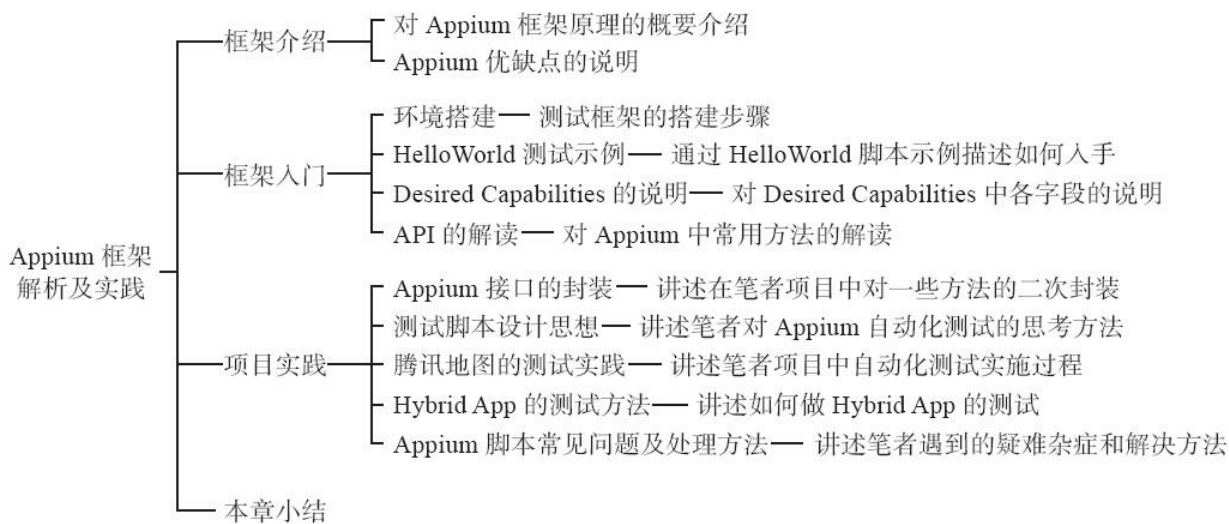 Appium 框架
解析及实践
框架介绍
对 Appium 框架原理的概要介绍
Appium 优缺点的说明
框架入门
环境搭建 测试框架的搭建步骤
HelloWorld 测试示例 通过 HelloWorld 脚本示例描述如何入手
Desired Capabilities 的说明 对 Desired Capabilities 中各字段的说明
API 的解读 对 Appium 中常用方法的解读
项目实践
Appium 接口的封装 讲述在笔者项目中对一些方法的二次封装
测试脚本设计思想 讲述笔者对 Appium 自动化测试的思考方法
腾讯地图的测试实践 讲述笔者项目中自动化测试实施过程
Hybrid App 的测试方法 讲述如何做 Hybrid App 的测试
Appium 脚本常见问题及处理方法 讲述笔者遇到的疑难杂症和解决方法
本章小结